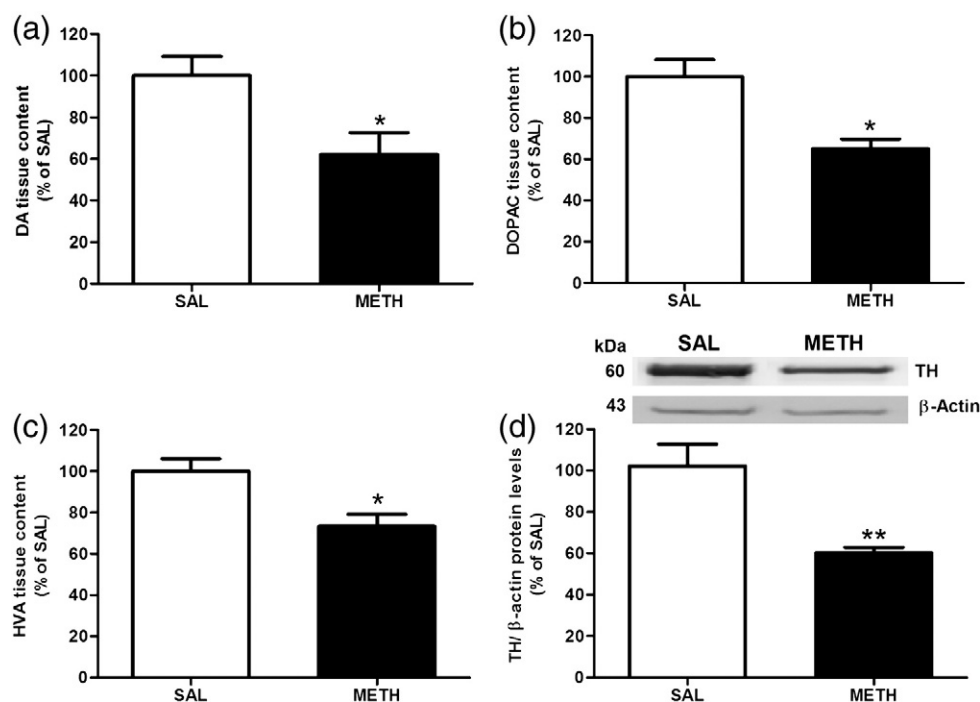 (a)
DA tissue content
(% of SAL)
120
100
80
60
40
20
0
*
SAL METH
(b)
DOPAC tissue content
(% of SAL)
120
100
80
60
40
20
0
*
SAL METH
(c)
HVA tissue content
(% of SAL)
120
100
80
60
40
20
0
*
SAL METH
kDa SAL METH
60 TH
43 β-Actin
(d)
TH/ β-actin protein levels
(% of SAL)
120
100
80
60
40
20
0
**
SAL METH